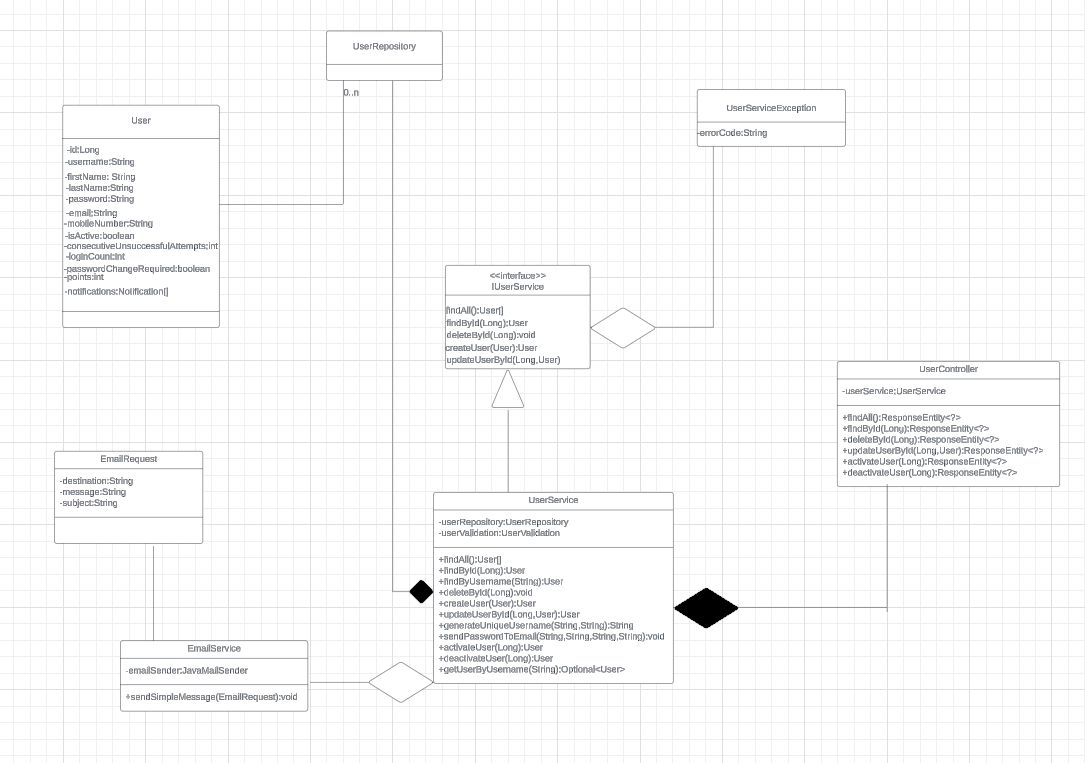 UserRepository
0..n
User
-id:Long
-username:String
-firstName: String
-lastName:String
-password:String
-email;String
-mobileNumber:String
-isActive:boolean
-consecutiveUnsuccessfulAttempts;int
-loginCount:int
-passwordChangeRequired:boolean
-points:int
-notifications:Notification[]
UserServiceException
-errorCode:String
<<interface>>
IUserService
findAll():User[]
findById(Long);User
deleteById(Long):void
createUser(User):User
updateUserById(Long,User)
UserController
-userService;UserService
+findAll():ResponseEntity<?>
+findById(Long):ResponseEntity<?>
+deleteById(Long):ResponseEntity<?>
+updateUserById(Long,User):ResponseEntity<?>
+activateUser(Long):ResponseEntity<?>
+deactivateUser(Long):ResponseEntity<?>
EmailRequest
-destination:String
-message:String
-subject:String
UserService
-userRepository:UserRepository
-userValidation:UserValidation
+findAll():User[]
+findById(Long):User
+findByUsername(String):User
+deleteById(Long):void
+createUser(User):User
+updateUserById(Long,User):User
+generateUniqueUsername(String,String):String
+sendPasswordToEmail(String,String,String,String):void
+activateUser(Long):User
+deactivateUser(Long):User
+getUserByUsername(String):Optional<User>
EmailService
-emailSender:JavaMailSender
+sendSimpleMessage(EmailRequest):void